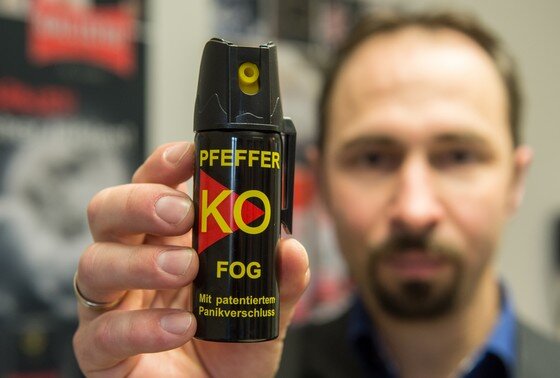 PFEFFER
KO
FOG
Mit patentiertem
Panikverschluss